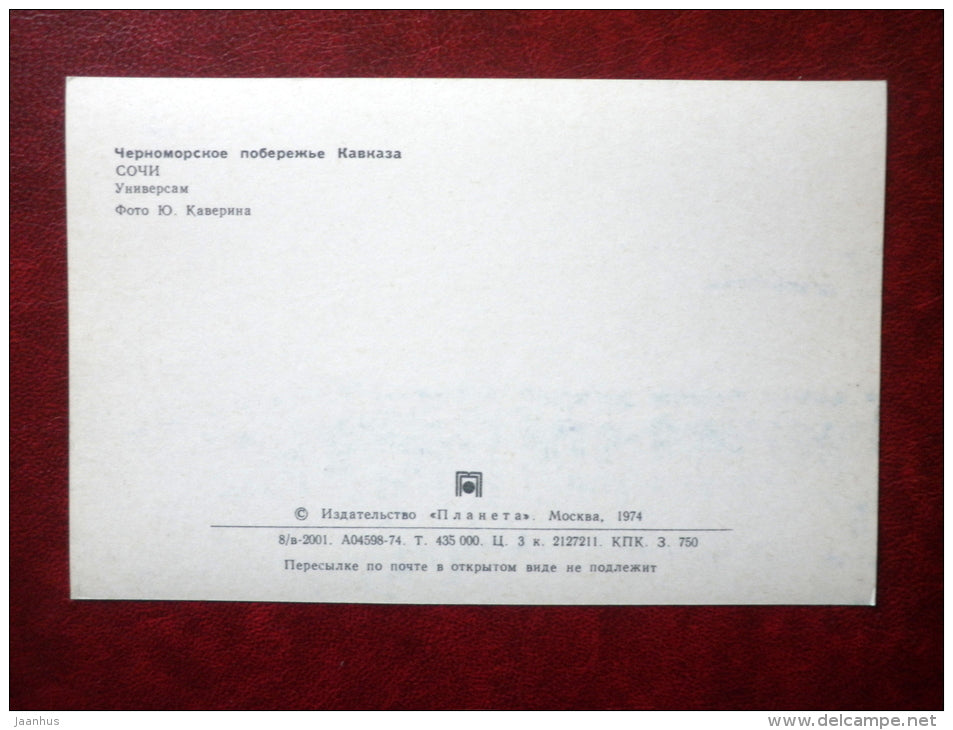 Черноморское побережье Кавказа
СОЧИ
Универсам
Фото Ю. Каверина
© Издательство «Планета». Москва, 1974
8/в-2001. А04598-74. Т. 435 000. Ц. 3 к. 2127211. КПК. З. 750
Пересылке по почте в открытом виде не подлежит
jaanhus
www.delcampe.net